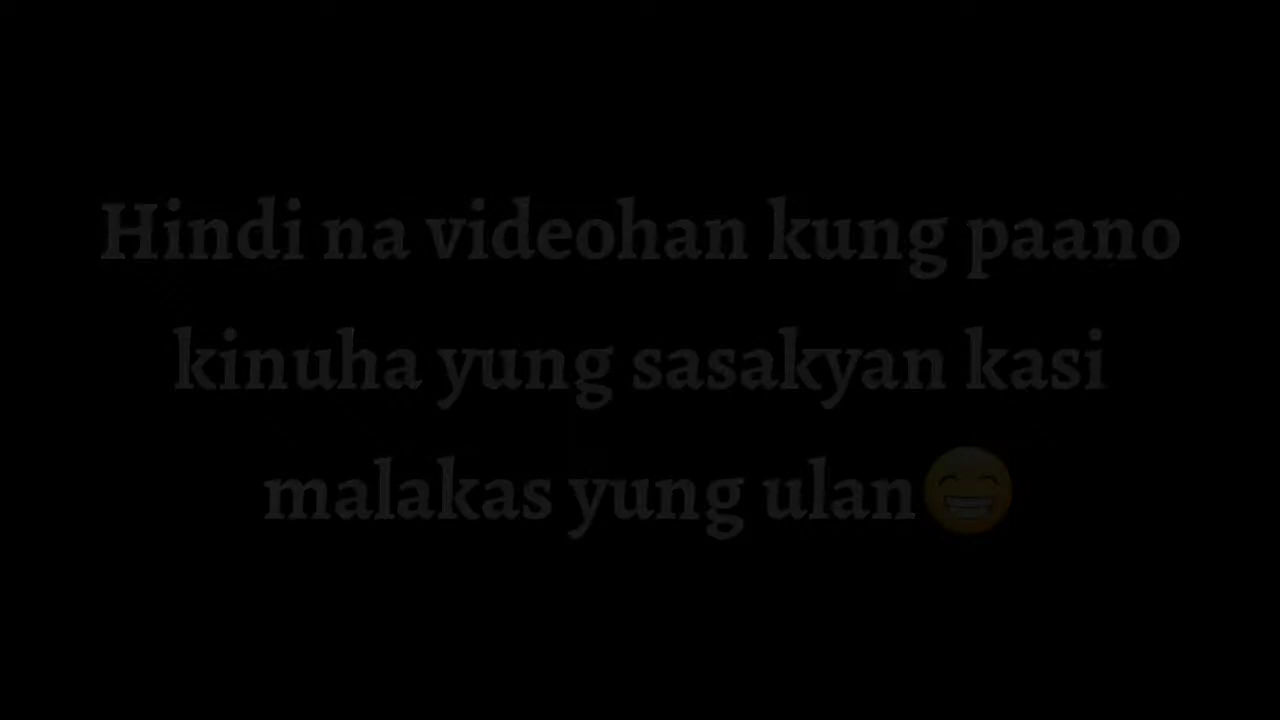 Hindi na videohan kung paano
kinuha yung sasakyan kasi
malakas yung ulan😁